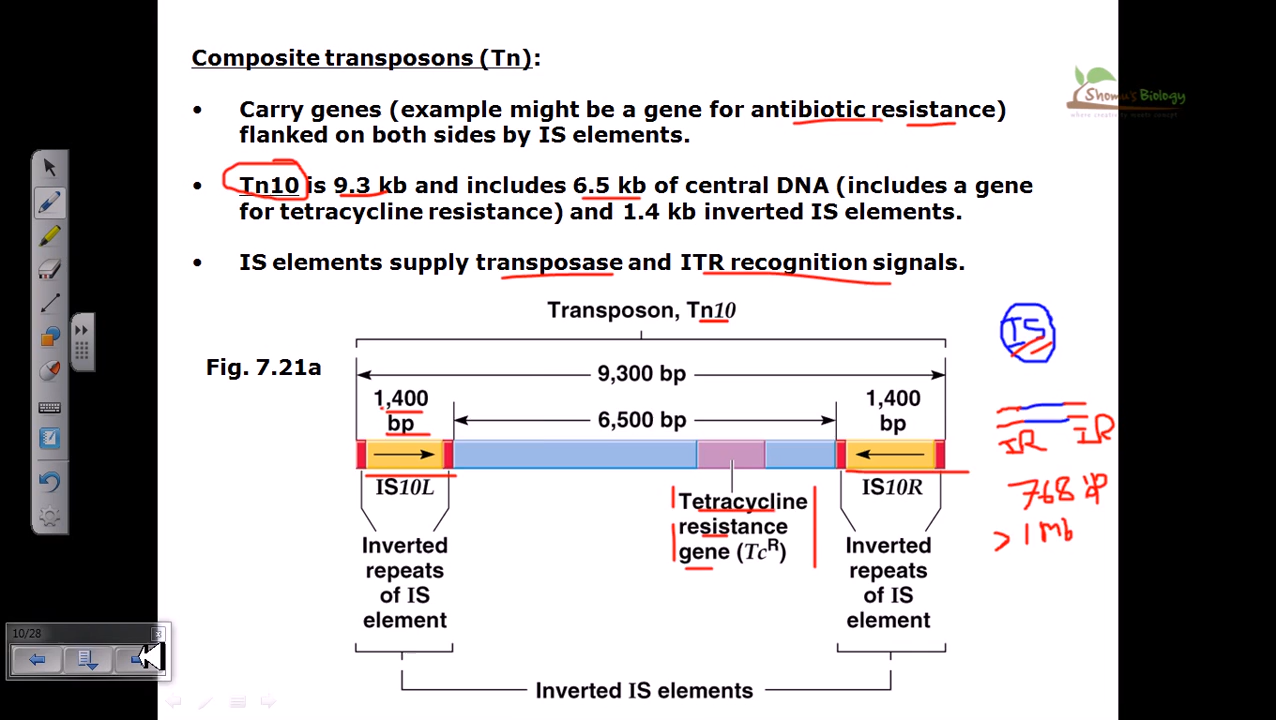 Composite transposons (Tn):
Shomu's Biology
• Carry genes (example might be a gene for antibiotic resistance)
flanked on both sides by IS elements.
• Tn10 is 9.3 kb and includes 6.5 kb of central DNA (includes a gene
for tetracycline resistance) and 1.4 kb inverted IS elements.
• IS elements supply transposase and ITR recognition signals.
Transposon, Tn10
IS
Fig. 7.21a
9,300 bp
1,400
bp
6,500 bp
1,400
bp
IR IR
IS10L
IS10R
768 bp
> 1 Mb
Tetracycline
resistance
gene (TcR)
Inverted
repeats
of IS
element
Inverted
repeats
of IS
element
10/28
Inverted IS elements